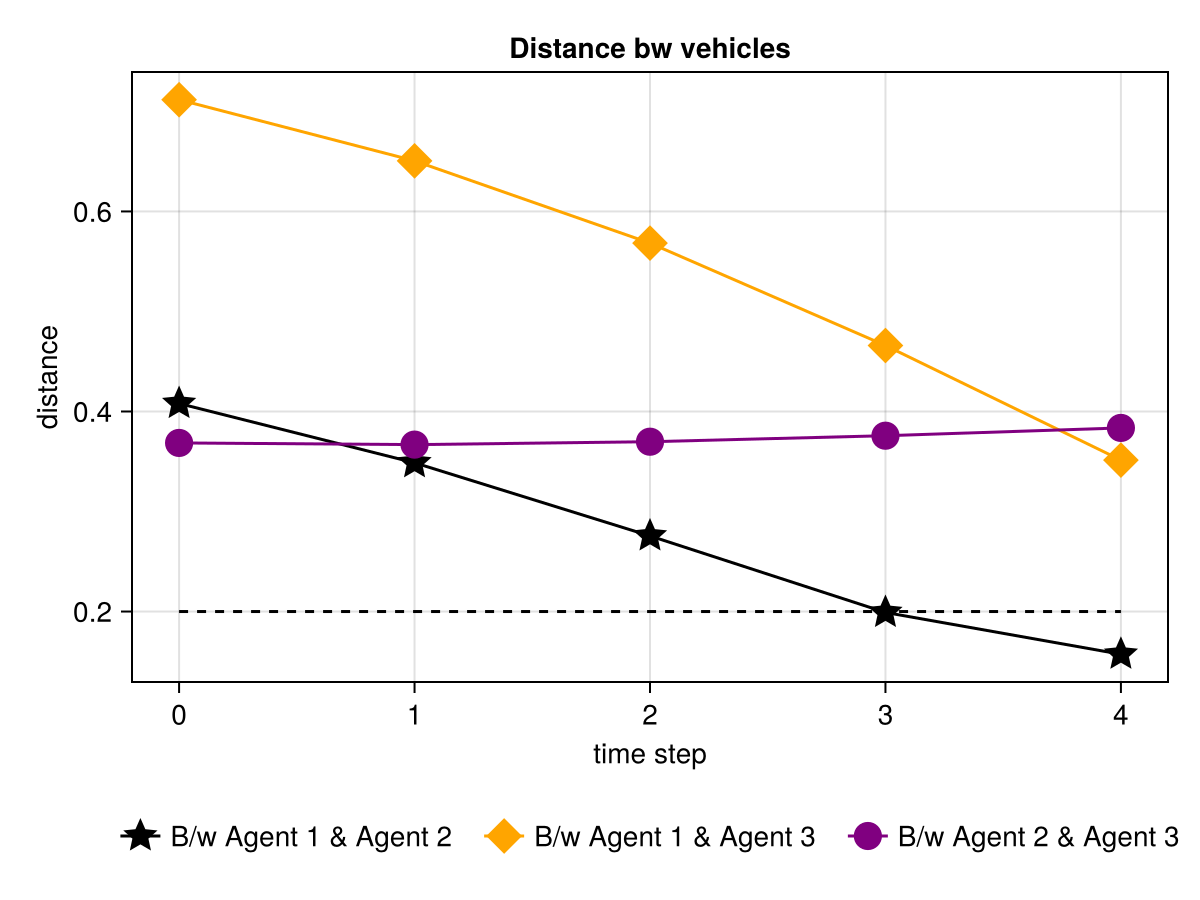 Distance bw vehicles
distance
0.6
0.4
0.2
0 1 2 3 4
time step
B/w Agent 1 & Agent 2 B/w Agent 1 & Agent 3 B/w Agent 2 & Agent 3